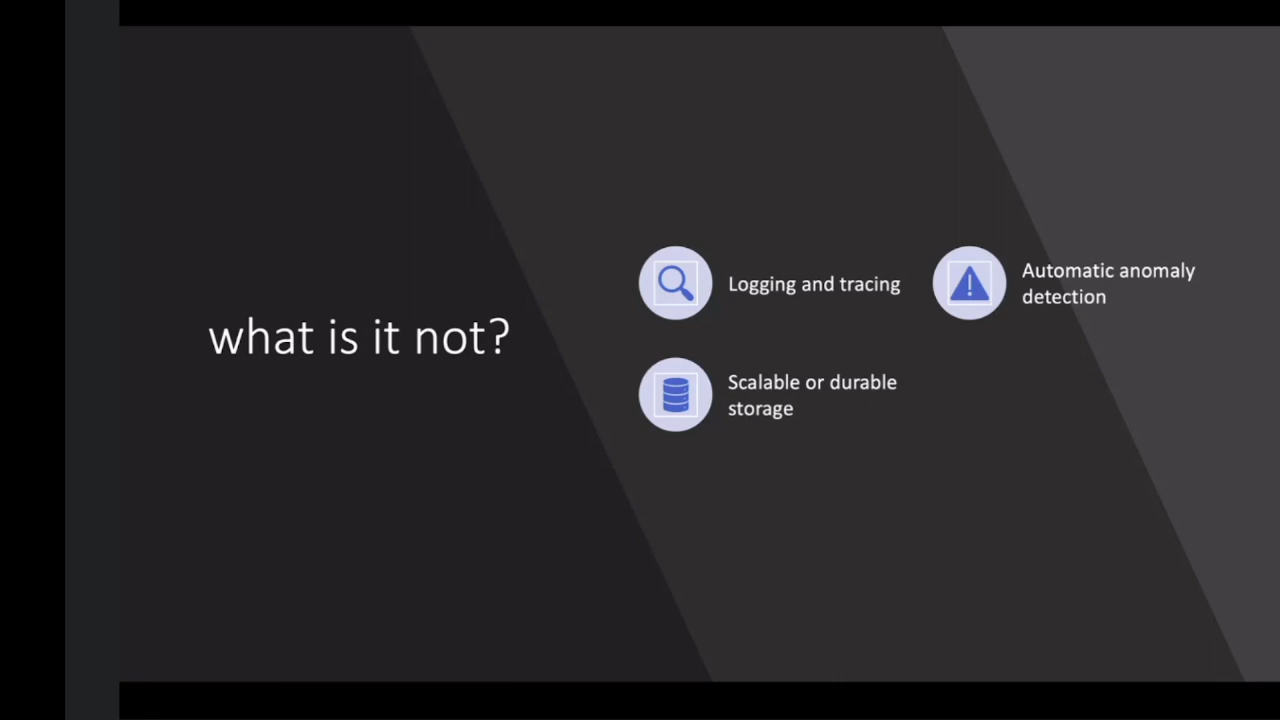 what is it not?
Logging and tracing
Automatic anomaly
detection
Scalable or durable
storage